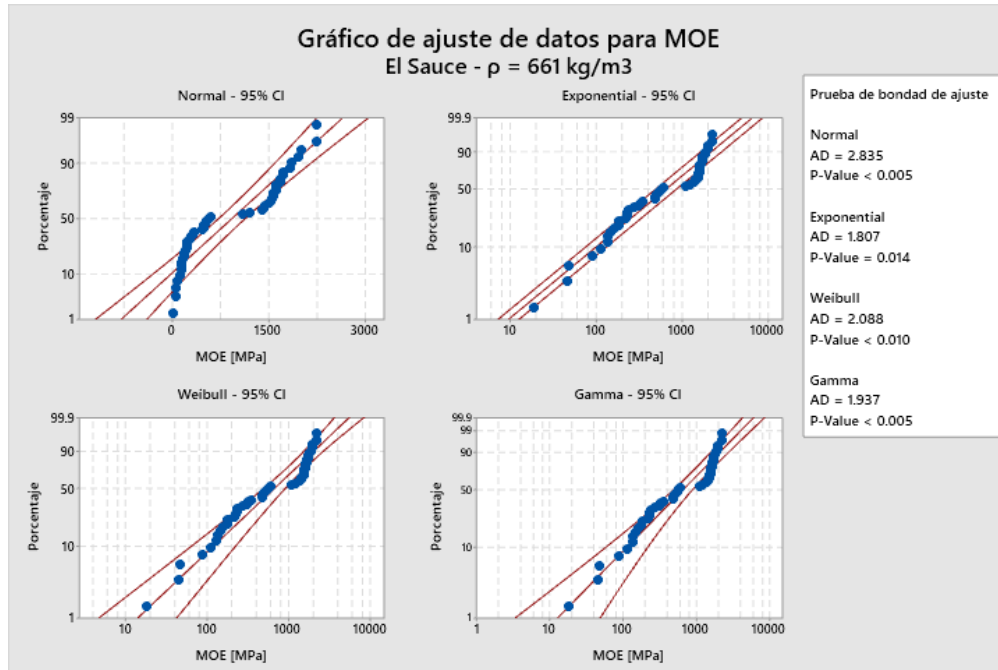 Gráfico de ajuste de datos para MOE
El Sauce - ρ = 661 kg/m3
Normal - 95% CI
99
90
50
10
1
Porcentaje
0 1500 3000
MOE [MPa]
Exponential - 95% CI
99.9
90
50
10
1
Porcentaje
10 100 1000 10000
MOE [MPa]
Weibull - 95% CI
99.9
90
50
10
1
Porcentaje
10 100 1000 10000
MOE [MPa]
Gamma - 95% CI
99.9
99
90
50
10
1
Porcentaje
1 10 100 1000 10000
MOE [MPa]
Prueba de bondad de ajuste
Normal
AD = 2.835
P-Value < 0.005
Exponential
AD = 1.807
P-Value = 0.014
Weibull
AD = 2.088
P-Value < 0.010
Gamma
AD = 1.937
P-Value < 0.005